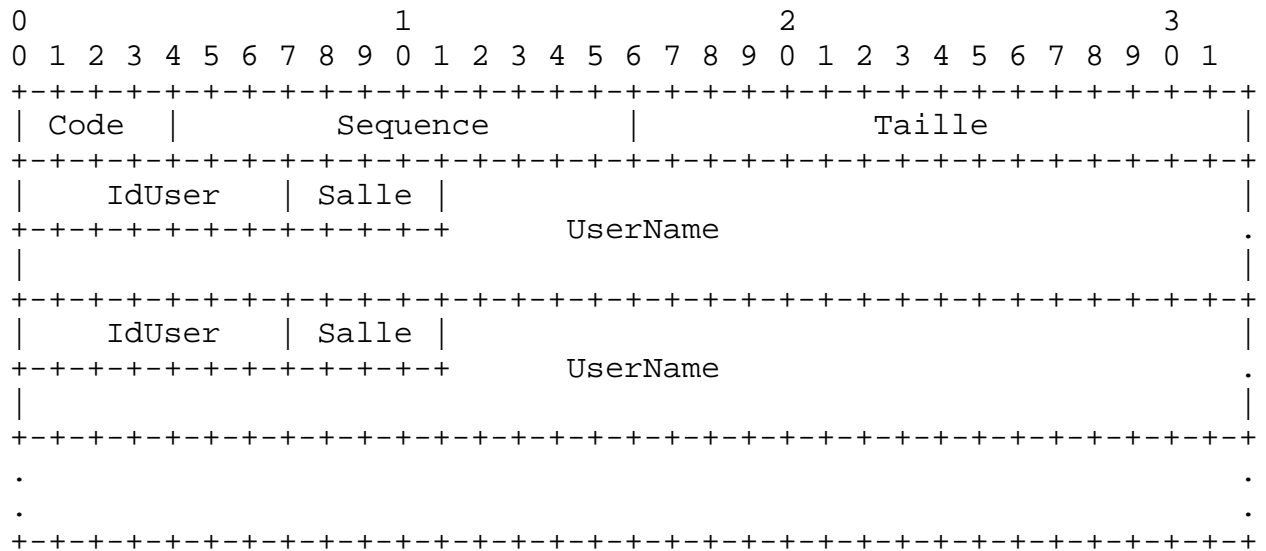 0                   1                   2                   3
0 1 2 3 4 5 6 7 8 9 0 1 2 3 4 5 6 7 8 9 0 1 2 3 4 5 6 7 8 9 0 1
+-+-+-+-+-+-+-+-+-+-+-+-+-+-+-+-+-+-+-+-+-+-+-+-+-+-+-+-+-+-+-+-+
| Code  |        Sequence       |            Taille             |
+-+-+-+-+-+-+-+-+-+-+-+-+-+-+-+-+-+-+-+-+-+-+-+-+-+-+-+-+-+-+-+-+
|    IdUser   | Salle |                                         |
+-+-+-+-+-+-+-+-+-+-+-+      UserName                           .
|                                                               |
+-+-+-+-+-+-+-+-+-+-+-+-+-+-+-+-+-+-+-+-+-+-+-+-+-+-+-+-+-+-+-+-+
|    IdUser   | Salle |                                         |
+-+-+-+-+-+-+-+-+-+-+-+      UserName                           .
|                                                               |
+-+-+-+-+-+-+-+-+-+-+-+-+-+-+-+-+-+-+-+-+-+-+-+-+-+-+-+-+-+-+-+-+
.                                                               .
.                                                               .
+-+-+-+-+-+-+-+-+-+-+-+-+-+-+-+-+-+-+-+-+-+-+-+-+-+-+-+-+-+-+-+-+